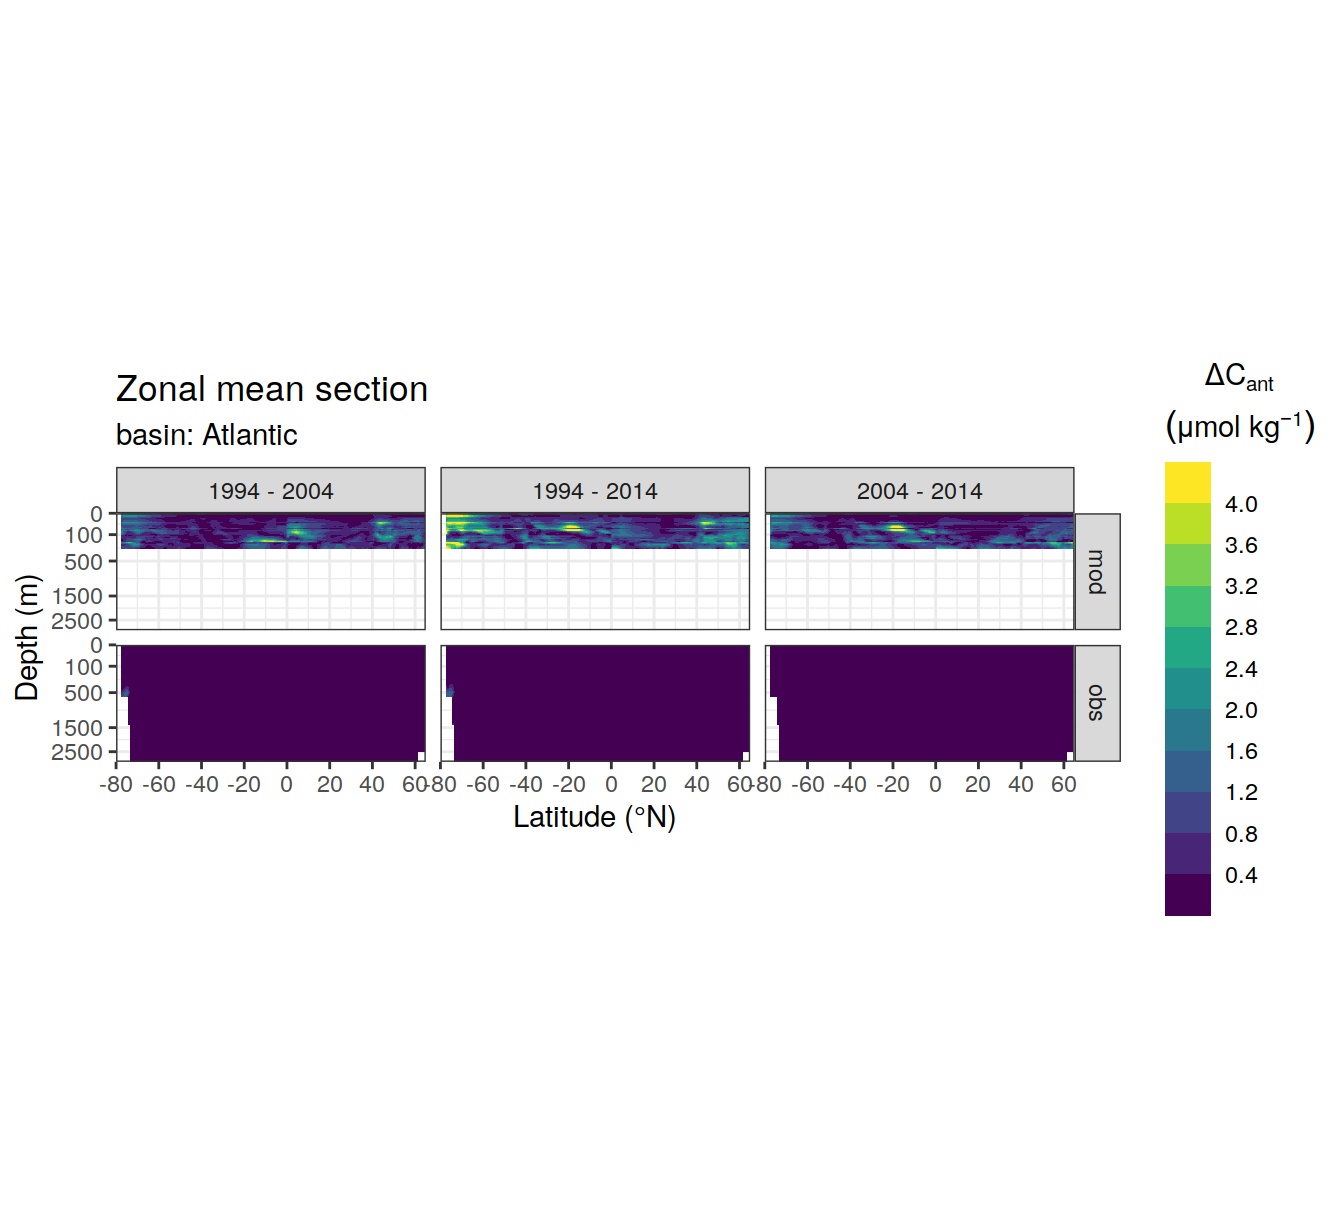 Zonal mean section
basin: Atlantic
1994 - 2004
1994 - 2014
2004 - 2014
Depth (m)
0
100
500
1500
2500
mod
0
100
500
1500
2500
obs
-80 -60 -40 -20 0 20 40 60
-80 -60 -40 -20 0 20 40 60
-80 -60 -40 -20 0 20 40 60
Latitude (°N)
ΔCant
(μmol kg⁻¹)
4.0
3.6
3.2
2.8
2.4
2.0
1.6
1.2
0.8
0.4